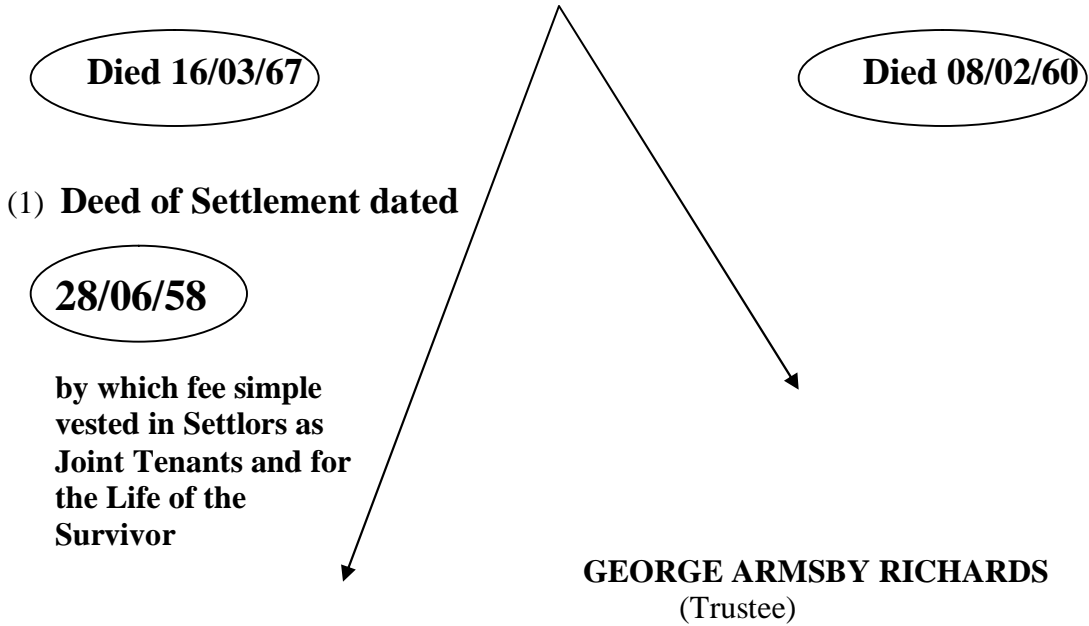 Died 16/03/67
Died 08/02/60
(1) Deed of Settlement dated
28/06/58
by which fee simple
vested in Settlors as
Joint Tenants and for
the Life of the
Survivor
GEORGE ARMSBY RICHARDS
(Trustee)